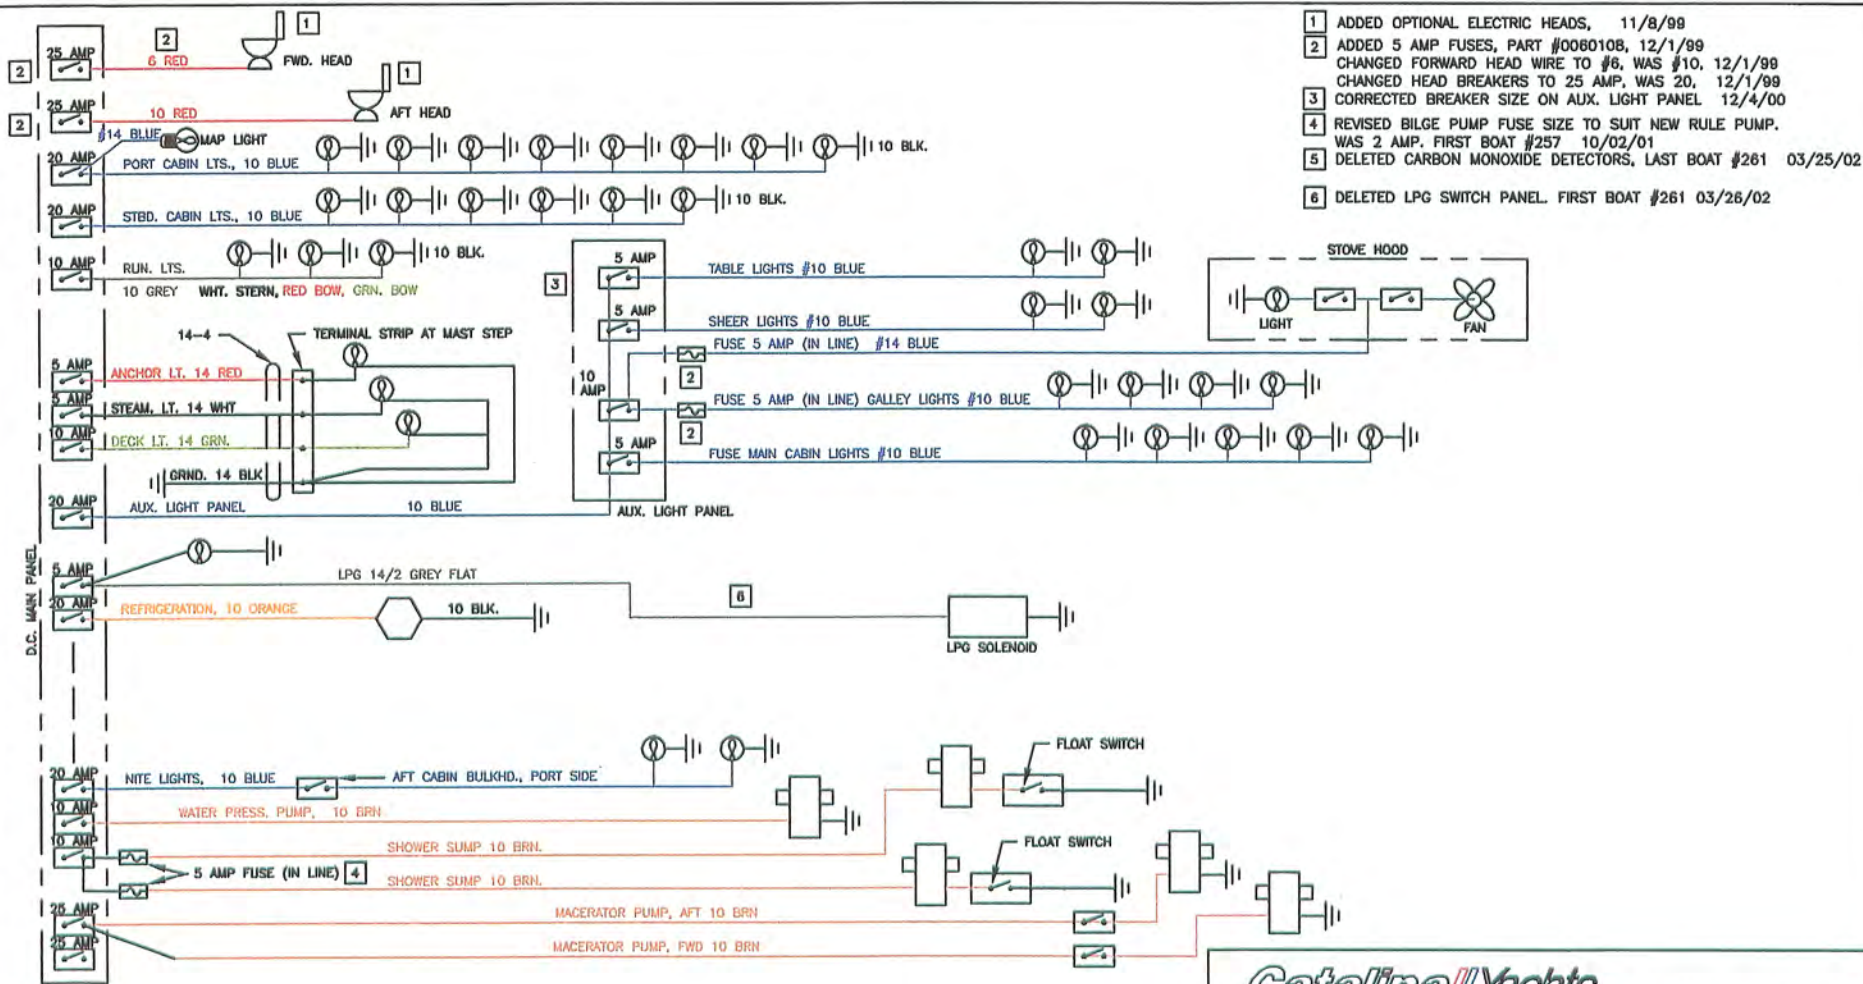 1
25 AMP
2
6 RED
FWD. HEAD
2
1
25 AMP
10 RED
AFT HEAD
2
#14 BLUE
MAP LIGHT
20 AMP
PORT CABIN LTS., 10 BLUE
10 BLK.
20 AMP
STBD. CABIN LTS., 10 BLUE
10 BLK.
10 AMP
RUN. LTS.
10 BLK.
10 GREY WHT. STERN, RED BOW, GRN. BOW
14-4
TERMINAL STRIP AT MAST STEP
5 AMP
ANCHOR LT. 14 RED
5 AMP
STEAM. LT. 14 WHT
10 AMP
DECK LT. 14 GRN.
GRND. 14 BLK
20 AMP
AUX. LIGHT PANEL 10 BLUE
D.C. MAIN PANEL
5 AMP
LPG 14/2 GREY FLAT
6
LPG SOLENOID
20 AMP
REFRIGERATION, 10 ORANGE
10 BLK.
20 AMP
NITE LIGHTS, 10 BLUE
AFT CABIN BULKHD., PORT SIDE
FLOAT SWITCH
10 AMP
WATER PRESS, PUMP, 10 BRN
10 AMP
SHOWER SUMP 10 BRN.
FLOAT SWITCH
5 AMP FUSE (IN LINE) 4
SHOWER SUMP 10 BRN.
25 AMP
MACERATOR PUMP, AFT 10 BRN
25 AMP
MACERATOR PUMP, FWD 10 BRN
3
5 AMP
TABLE LIGHTS #10 BLUE
5 AMP
SHEER LIGHTS #10 BLUE
FUSE 5 AMP (IN LINE) #14 BLUE
2
10
AMP
FUSE 5 AMP (IN LINE) GALLEY LIGHTS #10 BLUE
2
5 AMP
FUSE MAIN CABIN LIGHTS #10 BLUE
AUX. LIGHT PANEL
STOVE HOOD
LIGHT
FAN
1 ADDED OPTIONAL ELECTRIC HEADS, 11/8/99
2 ADDED 5 AMP FUSES, PART #0060108, 12/1/99
CHANGED FORWARD HEAD WIRE TO #6, WAS #10, 12/1/99
CHANGED HEAD BREAKERS TO 25 AMP, WAS 20, 12/1/99
3 CORRECTED BREAKER SIZE ON AUX. LIGHT PANEL 12/4/00
4 REVISED BILGE PUMP FUSE SIZE TO SUIT NEW RULE PUMP.
WAS 2 AMP. FIRST BOAT #257 10/02/01
5 DELETED CARBON MONOXIDE DETECTORS, LAST BOAT #261 03/25/02
6 DELETED LPG SWITCH PANEL. FIRST BOAT #261 03/26/02
Catalina Yachts